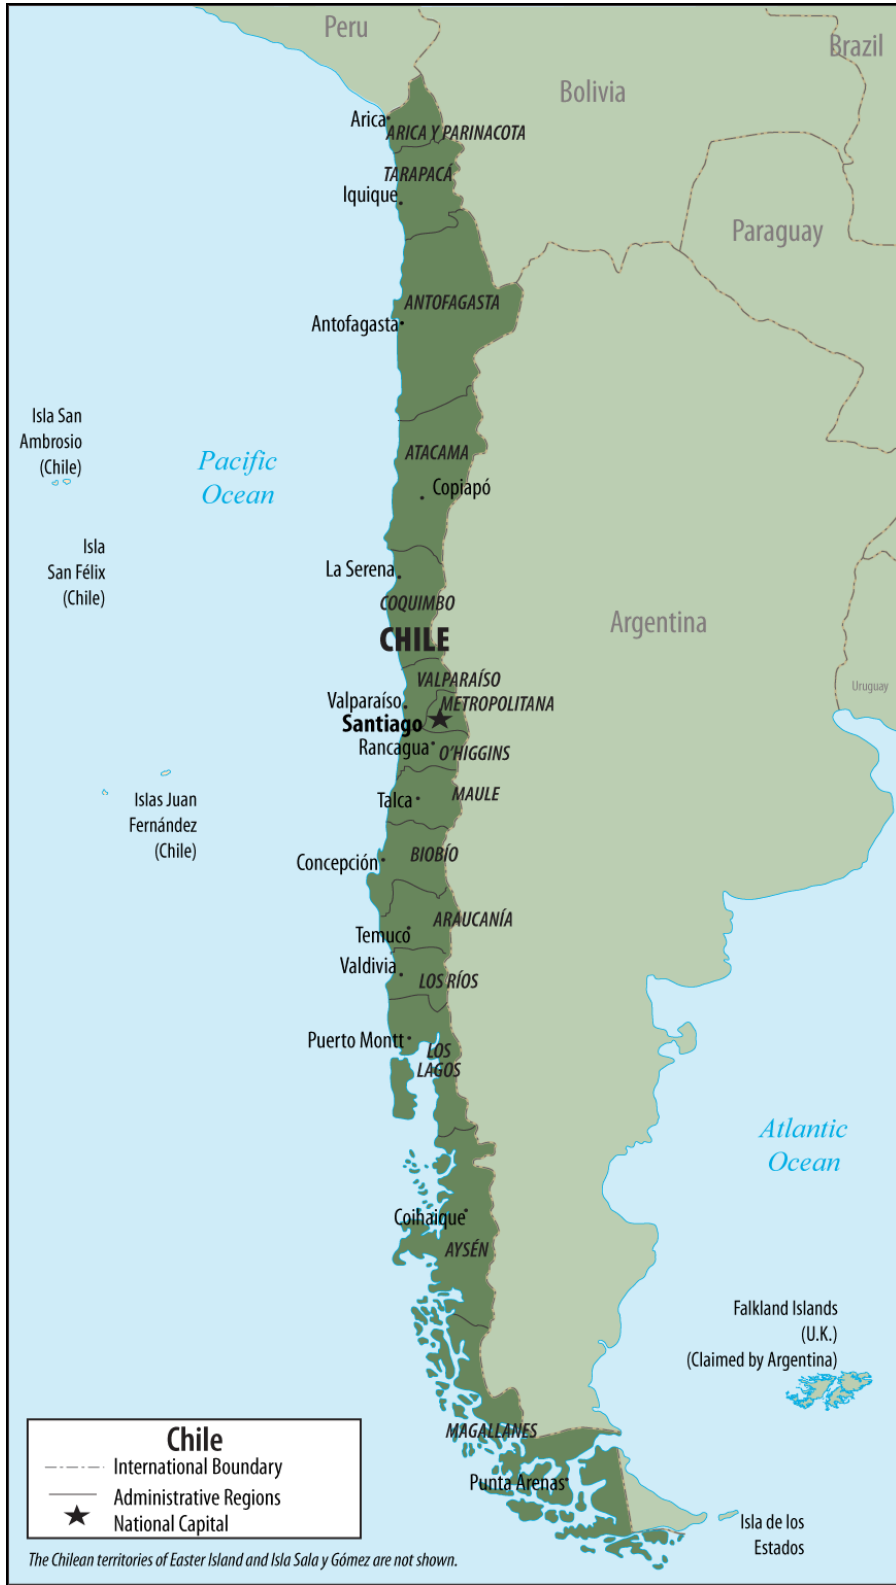 Peru
Brazil
Bolivia
Arica
ARICA Y PARINACOTA
TARAPACÁ
Iquique
Paraguay
ANTOFAGASTA
Antofagasta
Isla San
Ambrosio
(Chile)
Pacific
Ocean
ATACAMA
Copiapó
Isla
San Félix
(Chile)
La Serena
COQUIMBO
CHILE
Argentina
VALPARAÍSO
Uruguay
Valparaíso
METROPOLITANA
Santiago
Rancagua
O'HIGGINS
Islas Juan
Fernández
(Chile)
Talca
MAULE
Concepción
BIOBÍO
ARAUCANÍA
Temuco
Valdivia
LOS RÍOS
Puerto Montt
LOS
LAGOS
Atlantic
Ocean
Coihaique
AYSÉN
Falkland Islands
(U.K.)
(Claimed by Argentina)
MAGALLANES
Punta Arenas
Isla de los
Estados
Chile
International Boundary
Administrative Regions
National Capital
The Chilean territories of Easter Island and Isla Sala y Gómez are not shown.